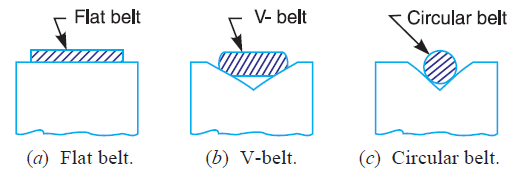 Flat belt
V- belt
Circular belt
(a) Flat belt.
(b) V-belt.
(c) Circular belt.